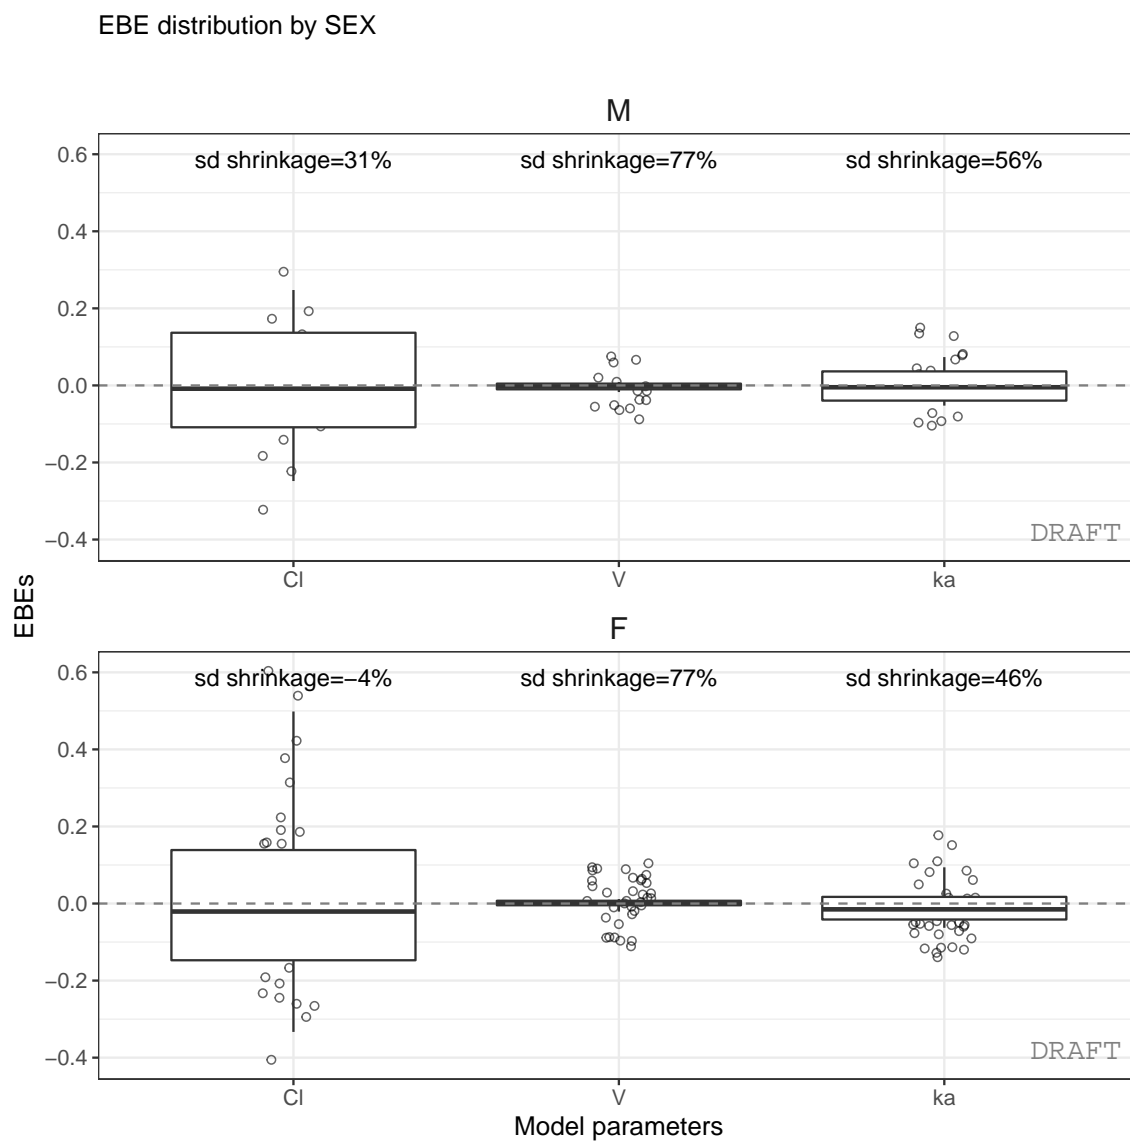 EBE distribution by SEX
M
sd shrinkage=31% sd shrinkage=77% sd shrinkage=56%
0.6
0.4
0.2
0.0
−0.2
−0.4
DRAFT
Cl V ka
EBEs
F
sd shrinkage=−4% sd shrinkage=77% sd shrinkage=46%
0.6
0.4
0.2
0.0
−0.2
−0.4
DRAFT
Cl V ka
Model parameters